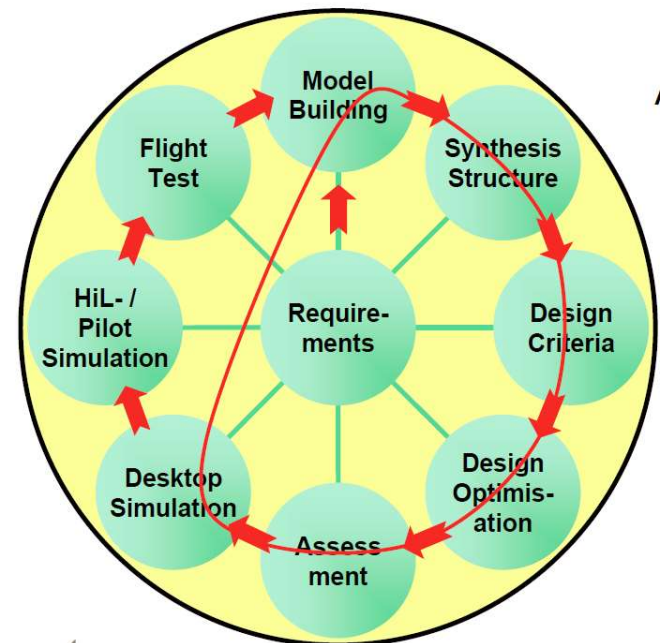 Model
Building
Synthesis
Structure
Design
Criteria
Design
Optimis-
ation
Assess
ment
Desktop
Simulation
HiL- /
Pilot
Simulation
Flight
Test
Require-
ments